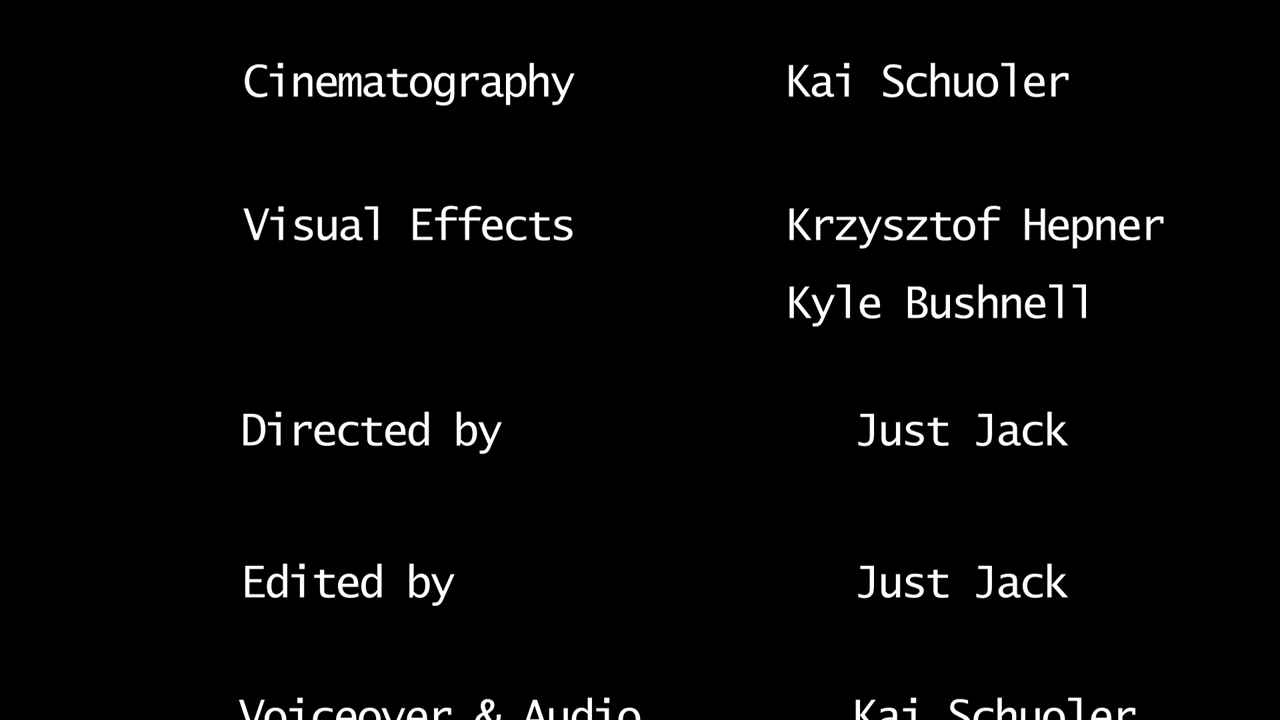 Cinematography Kai Schuoler
Visual Effects Krzysztof Hepner
Kyle Bushnell
Directed by Just Jack
Edited by Just Jack
Voiceover & Audio Kai Schuoler